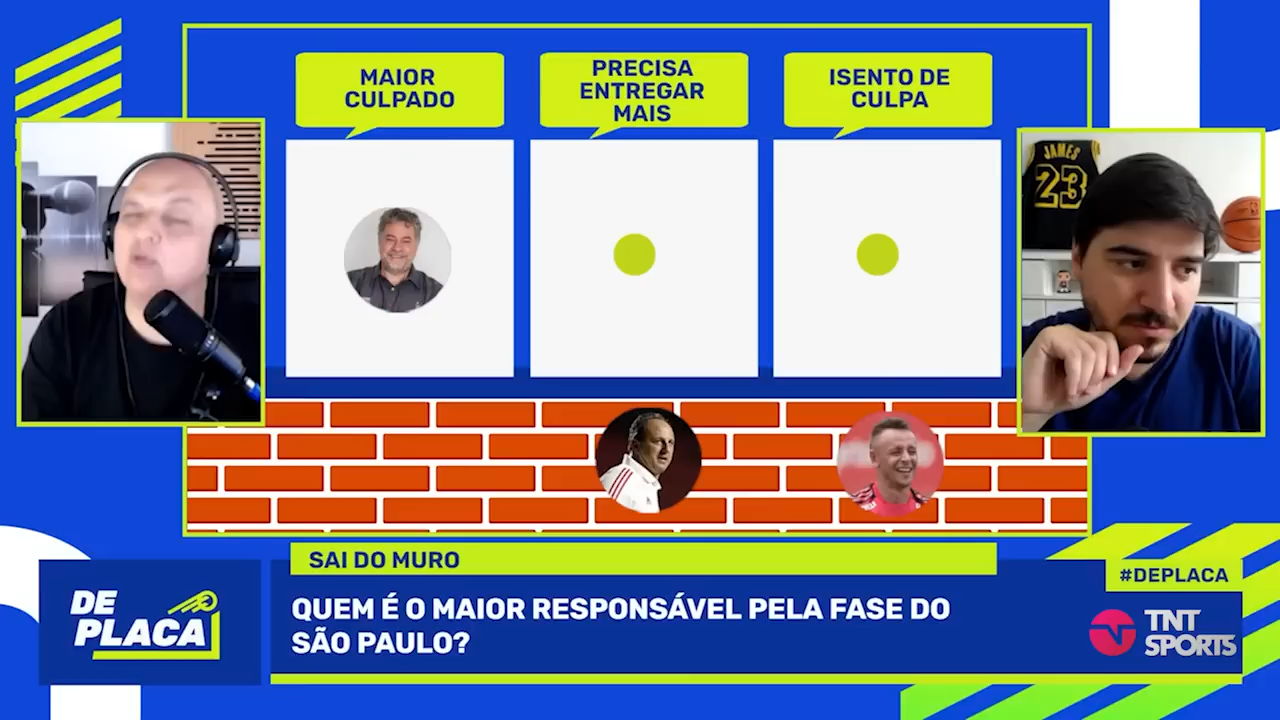 MAIOR
CULPADO
PRECISA
ENTREGAR
MAIS
ISENTO DE
CULPA
JAMES
23
SAI DO MURO
#DEPLACA
DE
PLACA
QUEM É O MAIOR RESPONSÁVEL PELA FASE DO
SÃO PAULO?
TNT
SPORTS